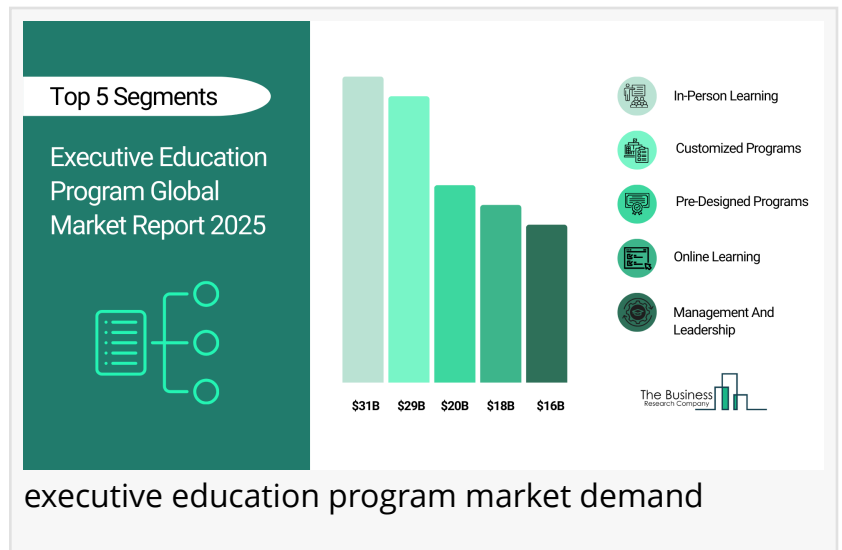 Top 5 Segments
Executive Education
Program Global
Market Report 2025
$31B $29B $20B $18B $16B
In-Person Learning
Customized Programs
Pre-Designed Programs
Online Learning
Management And
Leadership
The Business
Research Company
executive education program market demand